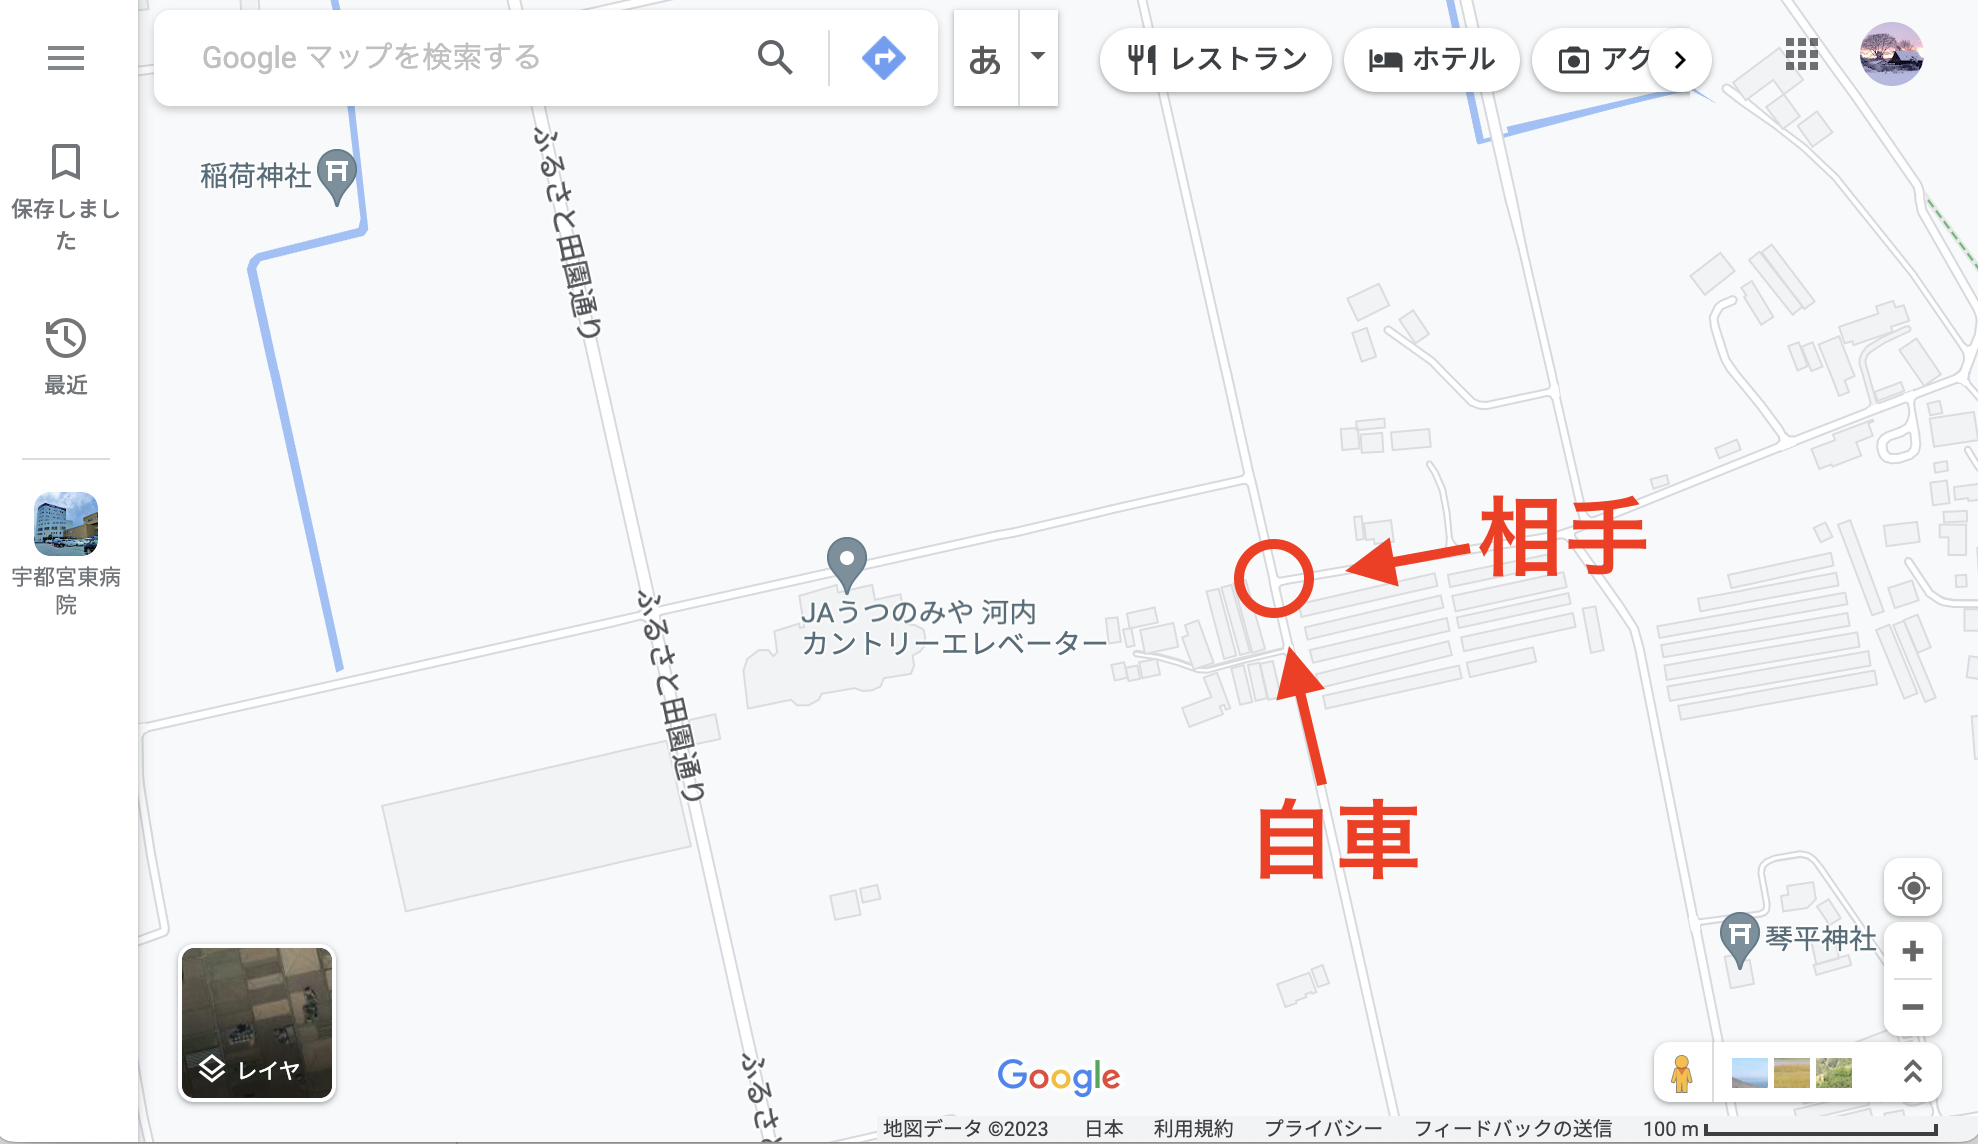 Google マップを検索する
あ
レストラン
ホテル
アク
保存しまし
た
最近
宇都宮東病
院
稲荷神社
ふるさと田園通り
相手
JAうつのみや 河内
カントリーエレベーター
ふるさと田園通り
自車
琴平神社
レイヤ
ふるさと
Google
地図データ ©2023 日本 利用規約 プライバシー フィードバックの送信 100 m